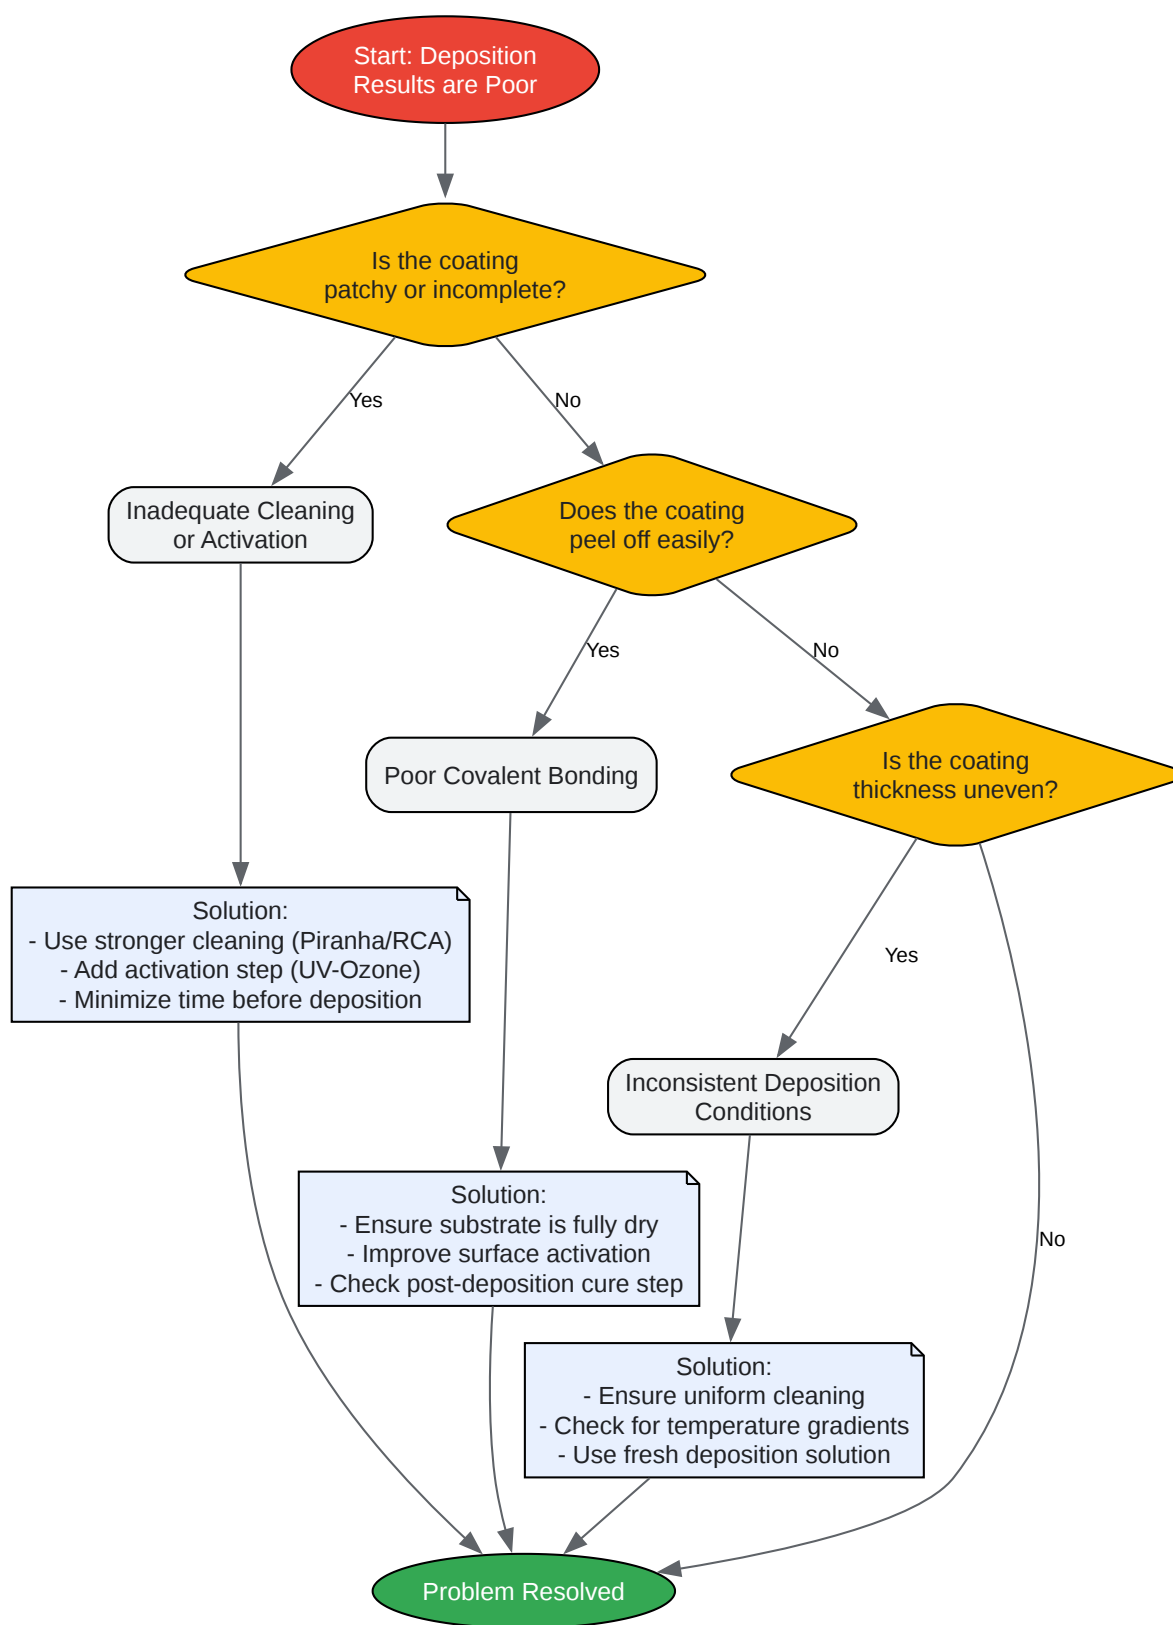 Start: Deposition
Results are Poor
Is the coating
patchy or incomplete?
Yes
No
Inadequate Cleaning
or Activation
Does the coating
peel off easily?
Yes
No
Poor Covalent Bonding
Is the coating
thickness uneven?
Solution:
- Use stronger cleaning (Piranha/RCA)
- Add activation step (UV-Ozone)
- Minimize time before deposition
Yes
Inconsistent Deposition
Conditions
Solution:
- Ensure substrate is fully dry
- Improve surface activation
- Check post-deposition cure step
No
Solution:
- Ensure uniform cleaning
- Check for temperature gradients
- Use fresh deposition solution
Problem Resolved